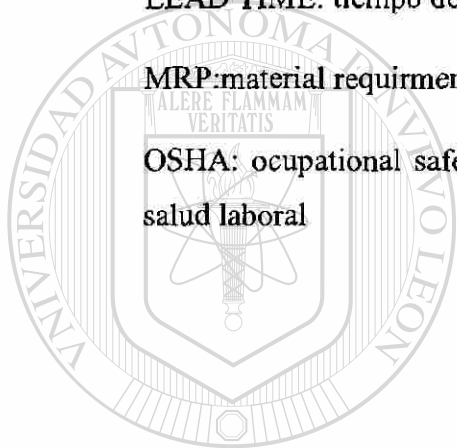 LEAD TIME: tiempo de
MRP:material requirmen
OSHA: ocupational safe
salud laboral
UNIVERSIDAD AUTONOMA DE NUEVO LEON
ALERE FLAMMAM
VERITATIS